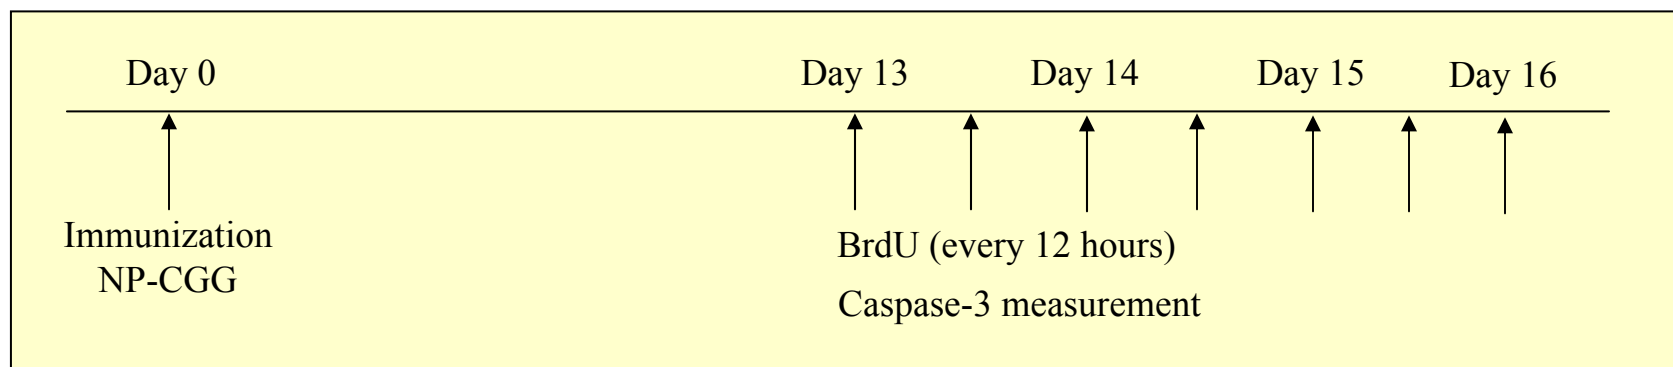 Day 0 Day 13 Day 14 Day 15 Day 16
Immunization
NP-CGG
BrdU (every 12 hours)
Caspase-3 measurement